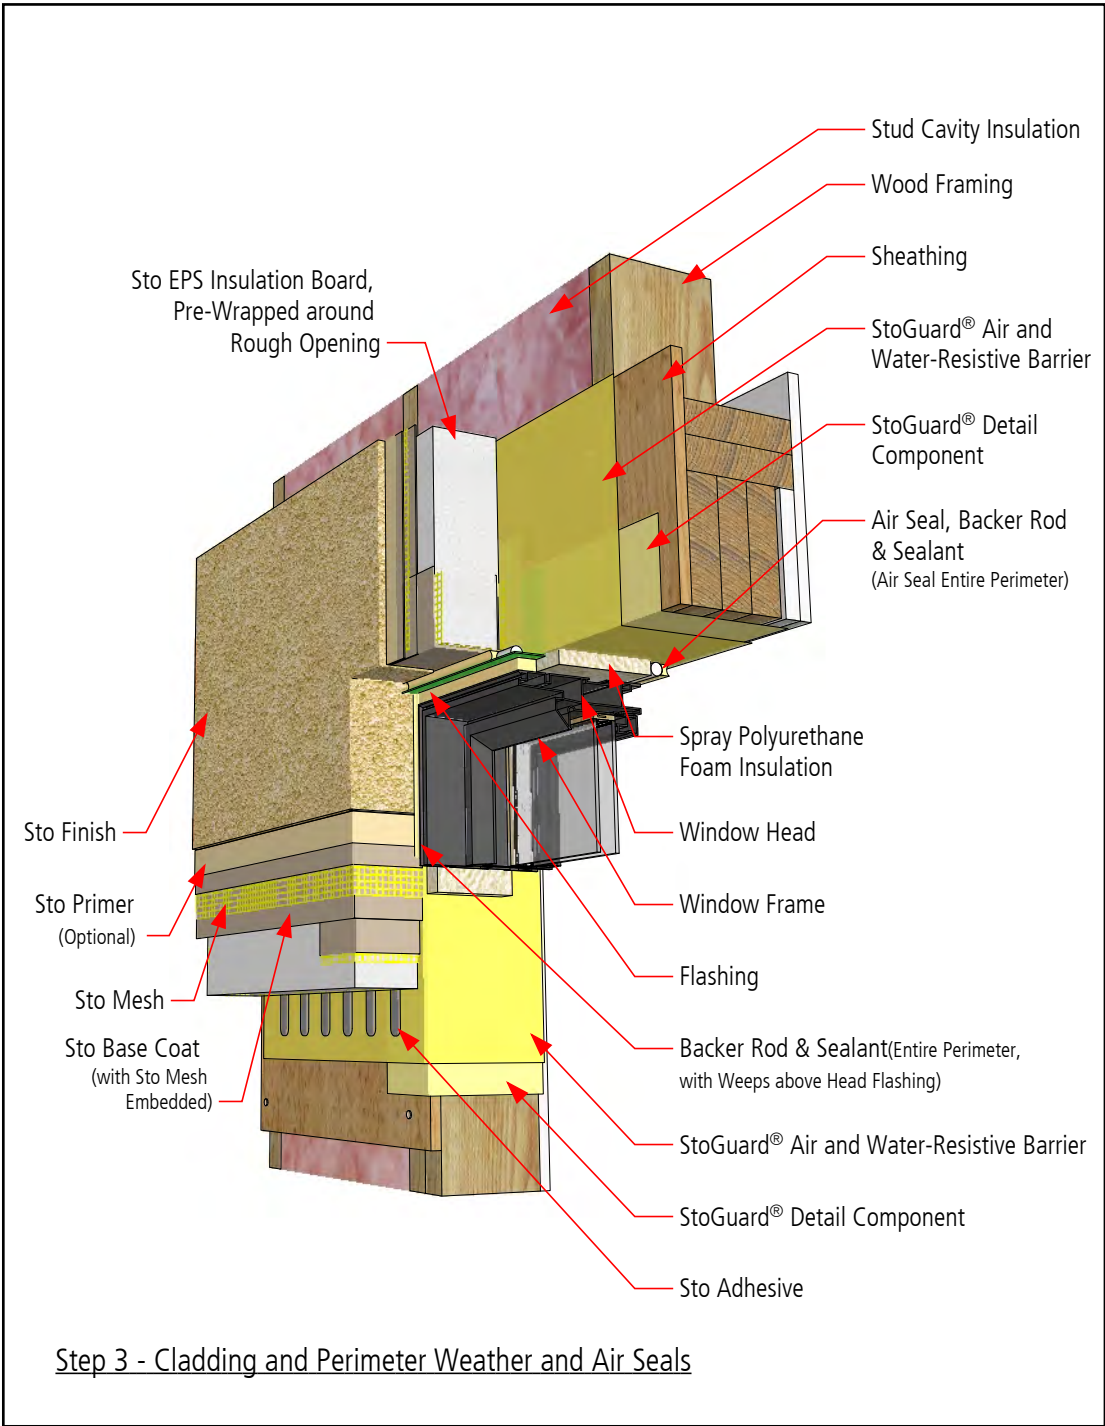 Stud Cavity Insulation
Wood Framing
Sheathing
StoGuard® Air and
Water-Resistive Barrier
StoGuard® Detail
Component
Air Seal, Backer Rod
& Sealant
(Air Seal Entire Perimeter)
Sto EPS Insulation Board,
Pre-Wrapped around
Rough Opening
Spray Polyurethane
Foam Insulation
Window Head
Window Frame
Flashing
Backer Rod & Sealant(Entire Perimeter,
with Weeps above Head Flashing)
StoGuard® Air and Water-Resistive Barrier
StoGuard® Detail Component
Sto Adhesive
Sto Finish
Sto Primer
(Optional)
Sto Mesh
Sto Base Coat
(with Sto Mesh
Embedded)
Step 3 - Cladding and Perimeter Weather and Air Seals